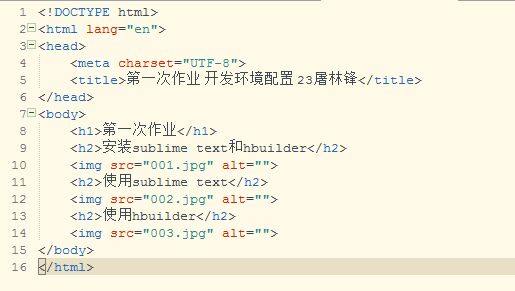 1 <!DOCTYPE html>
2 <html lang="en">
3 <head>
4 <meta charset="UTF-8">
5 <title>第一次作业 开发环境配置 23屠林锋</title>
6 </head>
7 <body>
8 <h1>第一次作业</h1>
9 <h2>安装sublime text和hbuilder</h2>
10 <img src="001.jpg" alt="">
11 <h2>使用sublime text</h2>
12 <img src="002.jpg" alt="">
13 <h2>使用hbuilder</h2>
14 <img src="003.jpg" alt="">
15 </body>
16 </html>